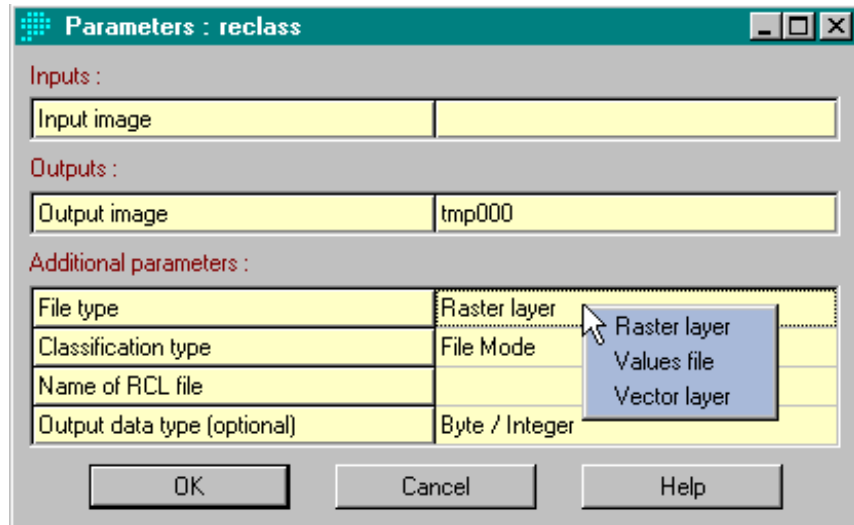 Parameters : reclass
Inputs :
Input image
Outputs :
Output image tmp000
Additional parameters :
File type Raster layer
Raster layer
Classification type File Mode
Values file
Name of RCL file
Vector layer
Output data type (optional) Byte / Integer
OK Cancel Help